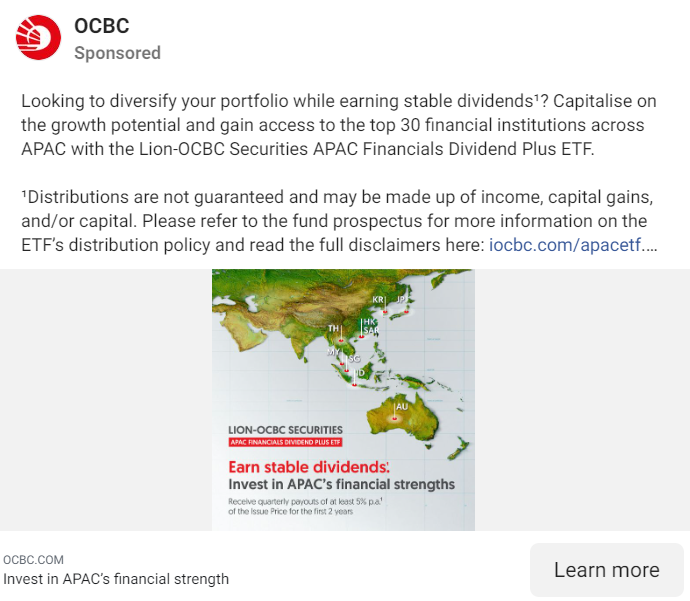 OCBC
Sponsored
Looking to diversify your portfolio while earning stable dividends¹? Capitalise on
the growth potential and gain access to the top 30 financial institutions across
APAC with the Lion-OCBC Securities APAC Financials Dividend Plus ETF.
¹Distributions are not guaranteed and may be made up of income, capital gains,
and/or capital. Please refer to the fund prospectus for more information on the
ETF's distribution policy and read the full disclaimers here: iocbc.com/apacetf....
KR JP
TH HK
SAR
MY SG
ID
AU
LION-OCBC SECURITIES
APAC FINANCIALS DIVIDEND PLUS ETF
Earn stable dividends¹.
Invest in APAC's financial strengths
Receive quarterly payouts of at least 5% p.a.¹
of the Issue Price for the first 2 years
OCBC.COM
Invest in APAC's financial strength
Learn more